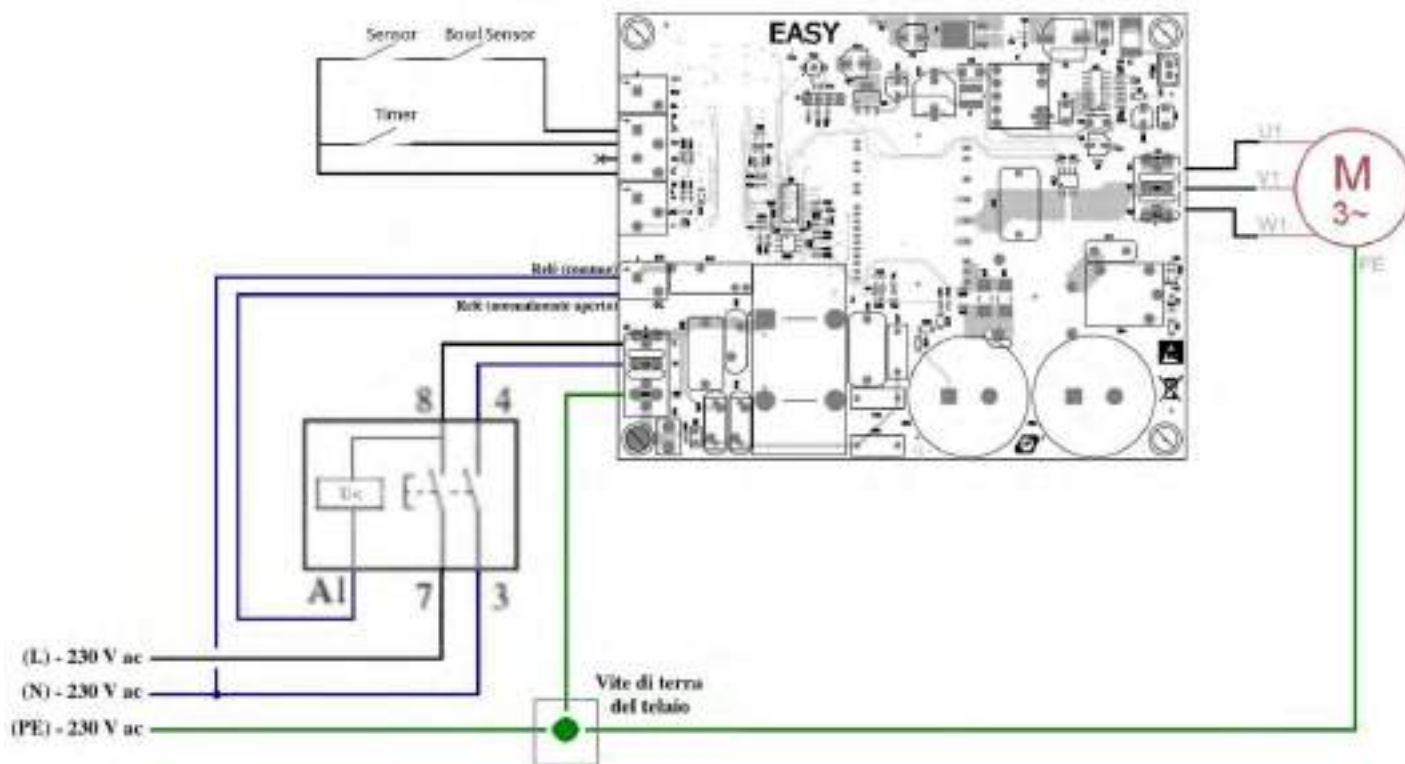 Sensor
Bowl Sensor
EASY
Timer
U1
V1
W1
M
3~
PE
Relè (comune)
Relè (normalmente aperto)
8
4
U<
A1
7
3
(L) - 230 V ac
(N) - 230 V ac
(PE) - 230 V ac
Vite di terra
del telaio